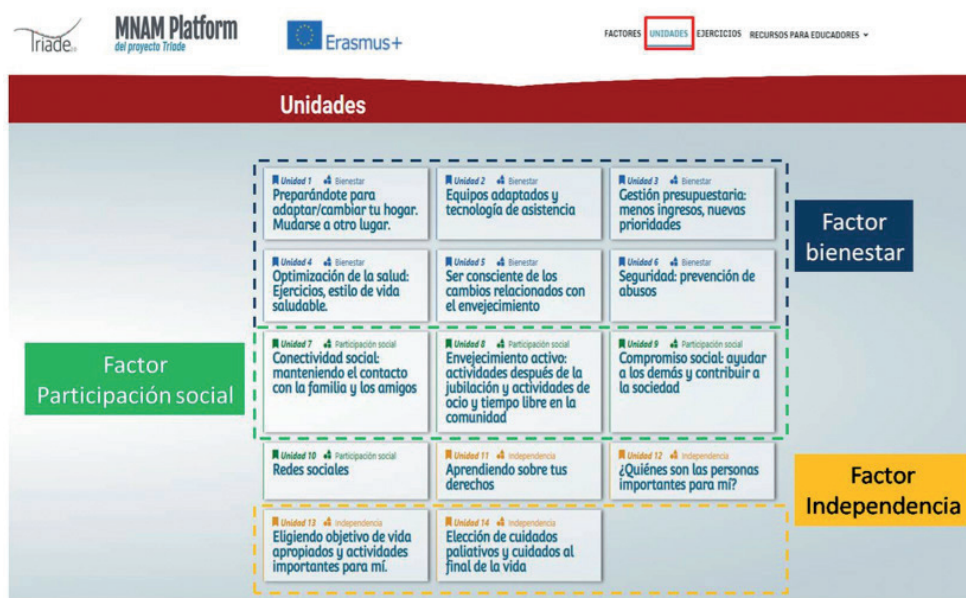 Triade 2.0
MNAM Platform
del proyecto Triade
Erasmus+
FACTORES UNIDADES EJERCICIOS RECURSOS PARA EDUCADORES
Unidades
Unidad 1 Bienestar
Preparándote para
adaptar/cambiar tu hogar.
Mudarse a otro lugar.
Unidad 2 Bienestar
Equipos adaptados y
tecnología de asistencia
Unidad 3 Bienestar
Gestión presupuestaria:
menos ingresos, nuevas
prioridades
Factor
bienestar
Unidad 4 Bienestar
Optimización de la salud:
Ejercicios, estilo de vida
saludable.
Unidad 5 Bienestar
Ser consciente de los
cambios relacionados con
el envejecimiento
Unidad 6 Bienestar
Seguridad: prevención de
abusos
Factor
Participación social
Unidad 7 Participación social
Conectividad social:
manteniendo el contacto
con la familia y los amigos
Unidad 8 Participación social
Envejecimiento activo:
actividades después de la
jubilación y actividades de
ocio y tiempo libre en la
comunidad
Unidad 9 Participación social
Compromiso social: ayudar
a los demás y contribuir a
la sociedad
Unidad 10 Participación social
Redes sociales
Unidad 11 Independencia
Aprendiendo sobre tus
derechos
Unidad 12 Independencia
¿Quiénes son las personas
importantes para mí?
Factor
Independencia
Unidad 13 Independencia
Eligiendo objetivo de vida
apropiados y actividades
importantes para mí.
Unidad 14 Independencia
Elección de cuidados
paliativos y cuidados al
final de la vida